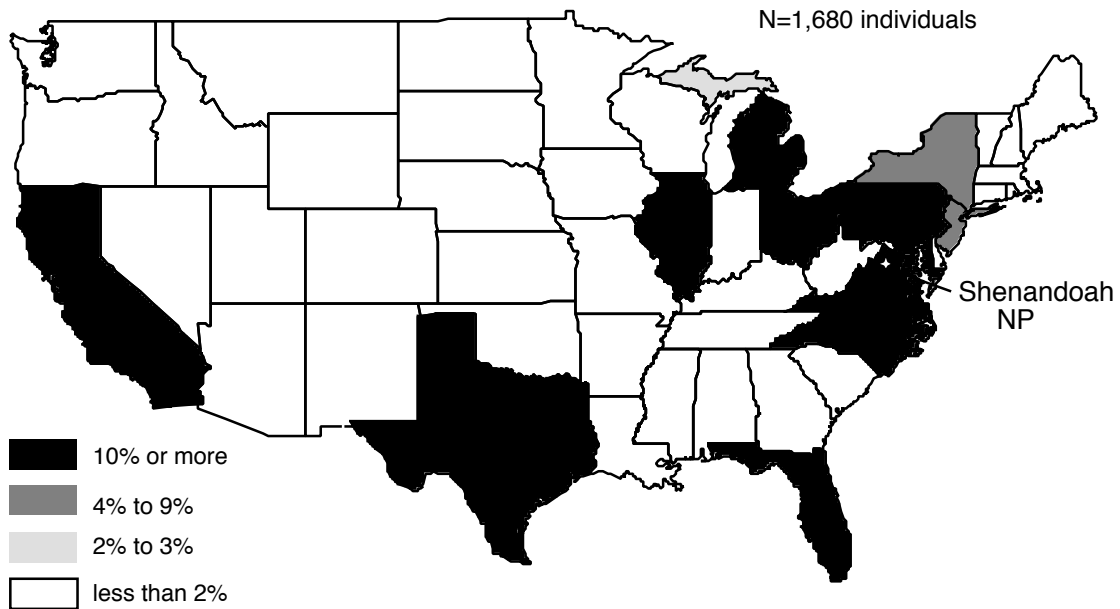 N=1,680 individuals
Shenandoah
NP
10% or more
4% to 9%
2% to 3%
less than 2%